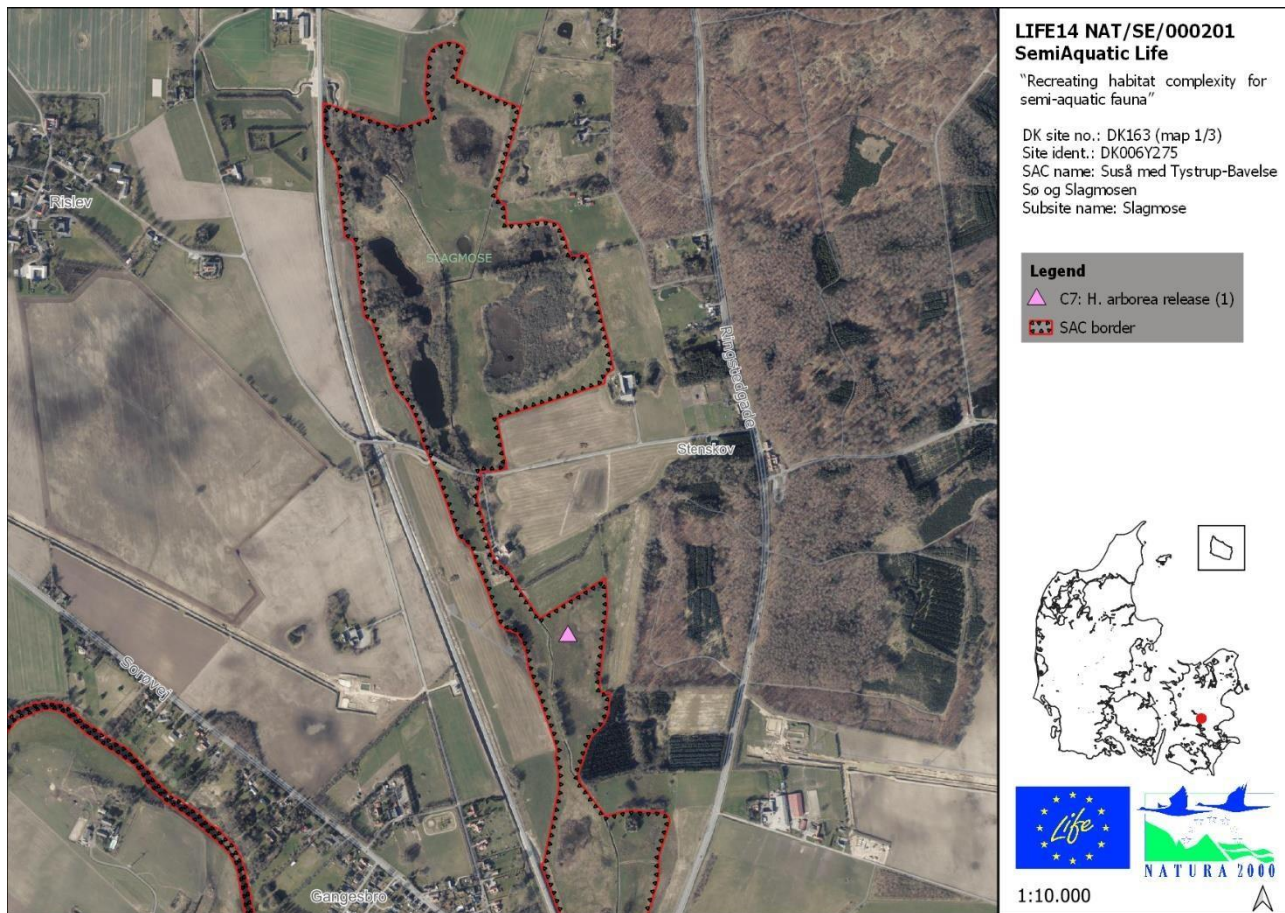 LIFE14 NAT/SE/000201
SemiAquatic Life
"Recreating habitat complexity for
semi-aquatic fauna"
DK site no.: DK163 (map 1/3)
Site ident.: DK006Y275
SAC name: Suså med Tystrup-Bavelse
Sø og Slagmosen
Subsite name: Slagmose
Legend
C7: H. arborea release (1)
SAC border
Rislev
SLAGMOSE
Ringstedgade
Stenskov
Sorøvej
Gangesbro
Life
NATURA 2000
1:10.000